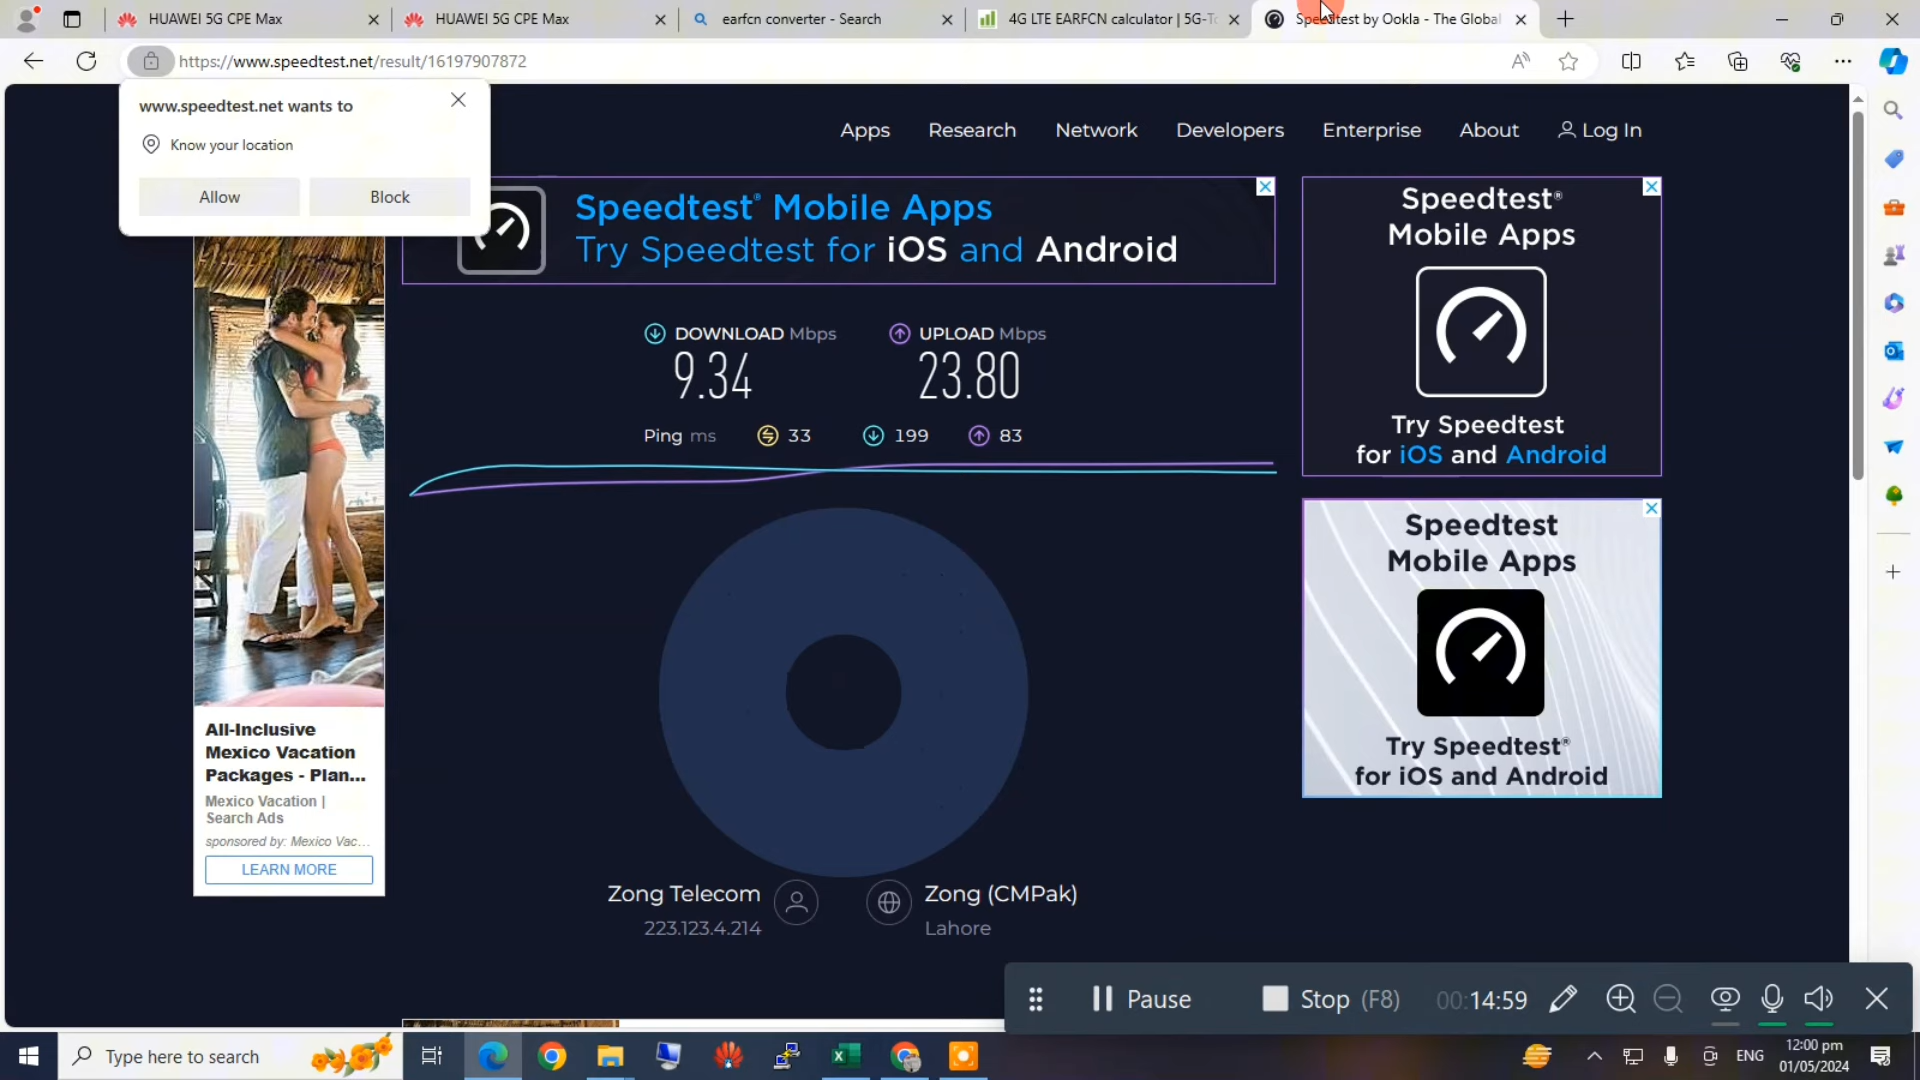 HUAWEI 5G CPE Max
HUAWEI 5G CPE Max
earfcn converter - Search
4G LTE EARFCN calculator | 5G-To
Speedtest by Ookla - The Global
https://www.speedtest.net/result/16197907872
www.speedtest.net wants to
Know your location
Allow
Block
Apps
Research
Network
Developers
Enterprise
About
Log In
Speedtest® Mobile Apps
Try Speedtest for iOS and Android
Speedtest®
Mobile Apps
Try Speedtest
for iOS and Android
DOWNLOAD Mbps
9.34
UPLOAD Mbps
23.80
Ping ms
33
199
83
Speedtest
Mobile Apps
Try Speedtest®
for iOS and Android
All-Inclusive
Mexico Vacation
Packages - Plan...
Mexico Vacation |
Search Ads
sponsored by: Mexico Vac...
LEARN MORE
Zong Telecom
223.123.4.214
Zong (CMPak)
Lahore
Pause
Stop (F8)
00:14:59
Type here to search
ENG
12:00 pm
01/05/2024